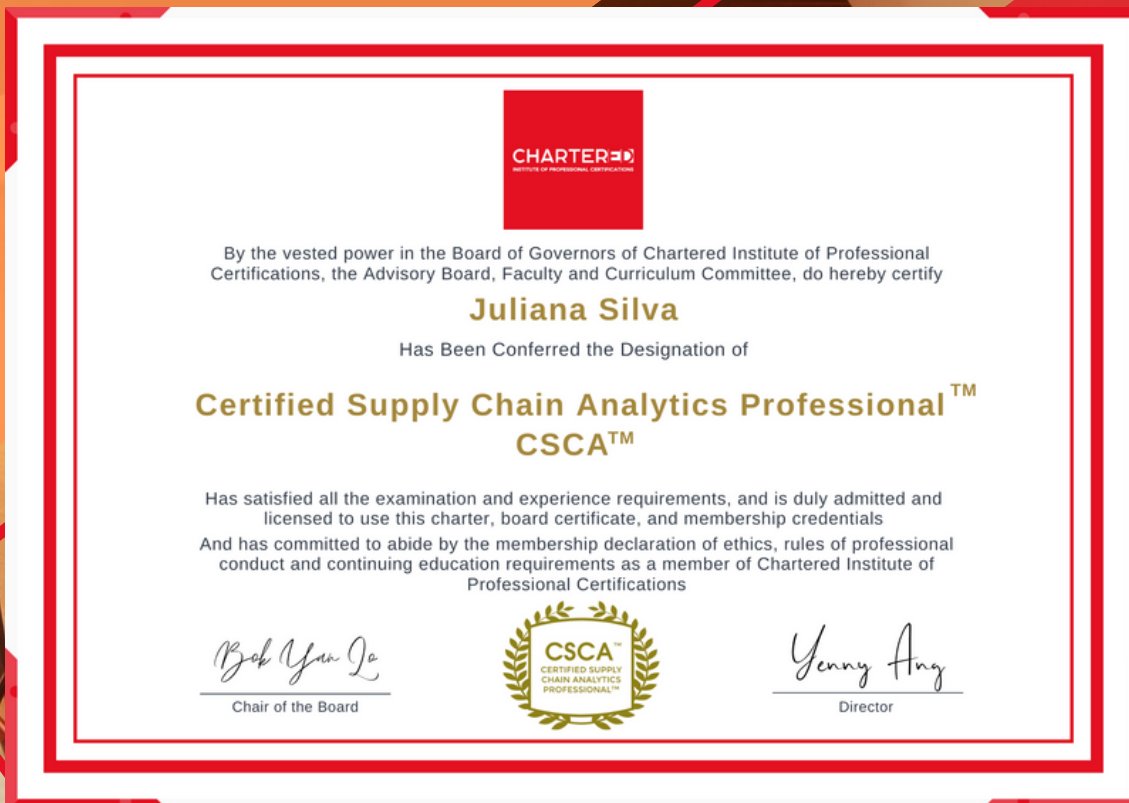 CHARTERED
INSTITUTE OF PROFESSIONAL CERTIFICATIONS
By the vested power in the Board of Governors of Chartered Institute of Professional
Certifications, the Advisory Board, Faculty and Curriculum Committee, do hereby certify
Juliana Silva
Has Been Conferred the Designation of
Certified Supply Chain Analytics Professional™
CSCA™
Has satisfied all the examination and experience requirements, and is duly admitted and
licensed to use this charter, board certificate, and membership credentials
And has committed to abide by the membership declaration of ethics, rules of professional
conduct and continuing education requirements as a member of Chartered Institute of
Professional Certifications
Bok Yan Lo
Chair of the Board
CSCA™
CERTIFIED SUPPLY
CHAIN ANALYTICS
PROFESSIONAL™
Yenny Ang
Director